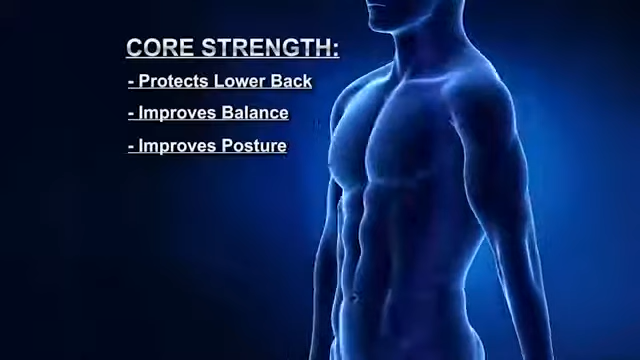 CORE STRENGTH:
- Protects Lower Back
- Improves Balance
- Improves Posture